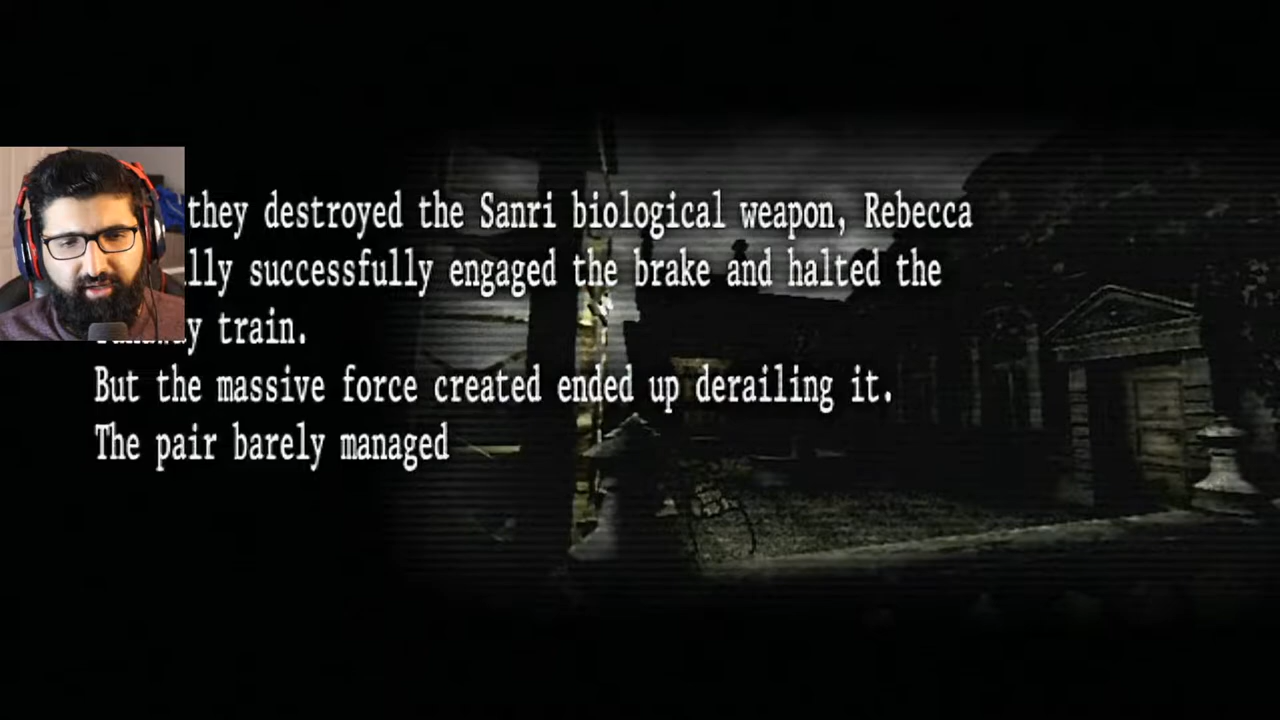 they destroyed the Sanri biological weapon, Rebecca
successfully engaged the brake and halted the
train.
But the massive force created ended up derailing it.
The pair barely managed